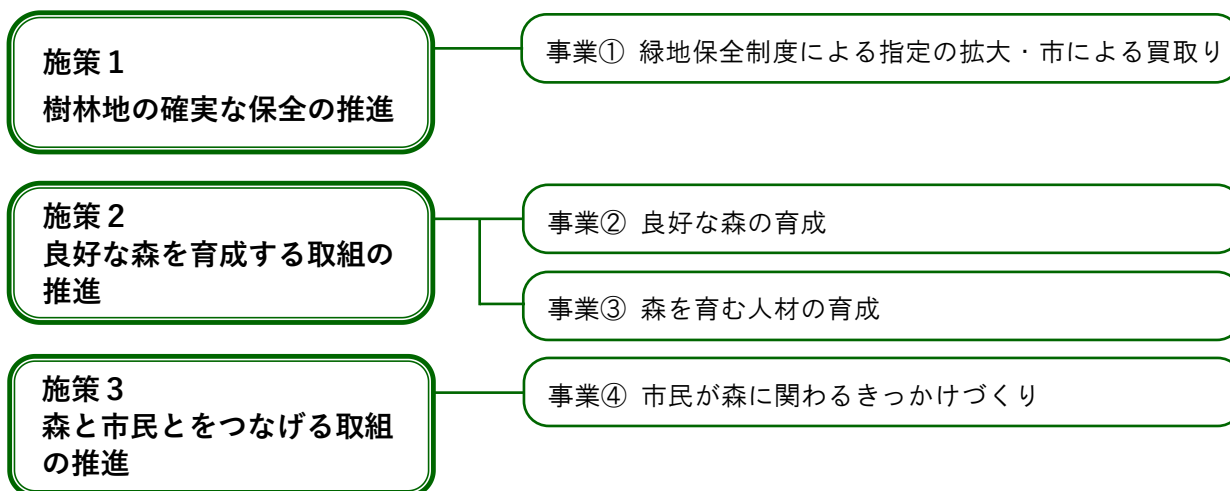 施策1
樹林地の確実な保全の推進
事業① 緑地保全制度による指定の拡大・市による買取り
施策2
良好な森を育成する取組の
推進
事業② 良好な森の育成
事業③ 森を育む人材の育成
施策3
森と市民とをつなげる取組
の推進
事業④ 市民が森に関わるきっかけづくり